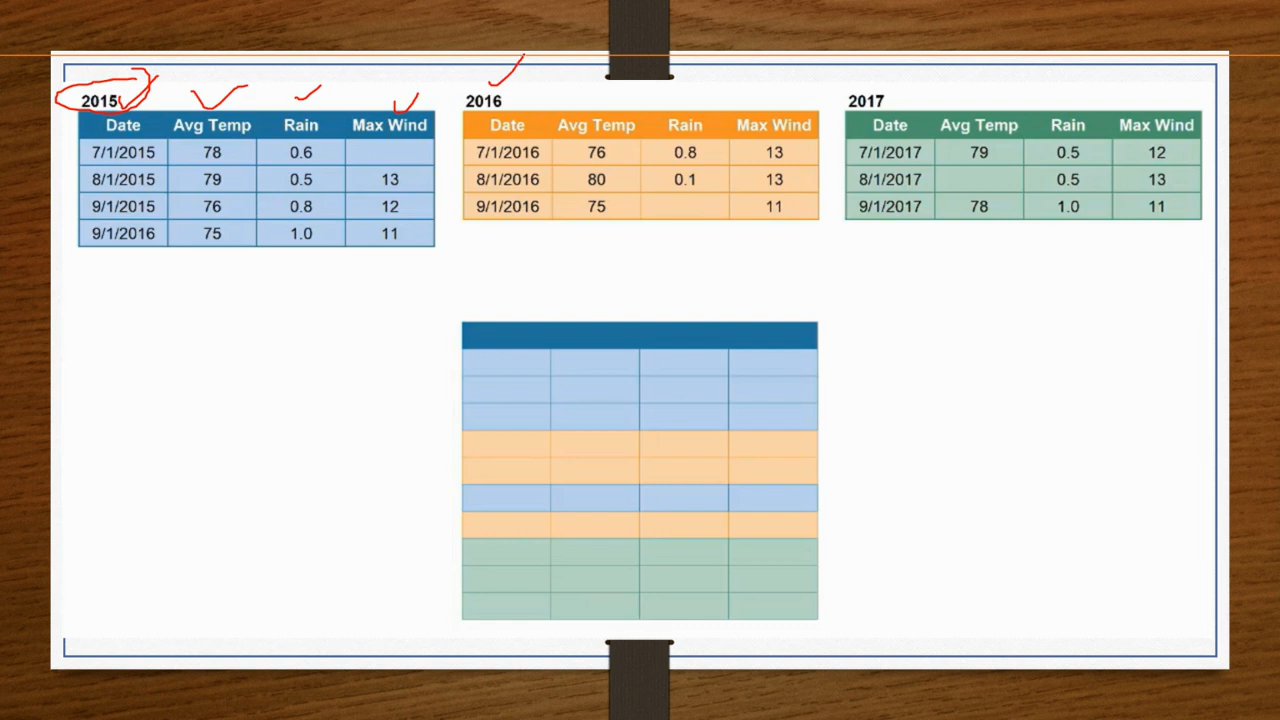 2015
Date Avg Temp Rain Max Wind
7/1/2015 78 0.6
8/1/2015 79 0.5 13
9/1/2015 76 0.8 12
9/1/2016 75 1.0 11
2016
Date Avg Temp Rain Max Wind
7/1/2016 76 0.8 13
8/1/2016 80 0.1 13
9/1/2016 75 11
2017
Date Avg Temp Rain Max Wind
7/1/2017 79 0.5 12
8/1/2017 0.5 13
9/1/2017 78 1.0 11